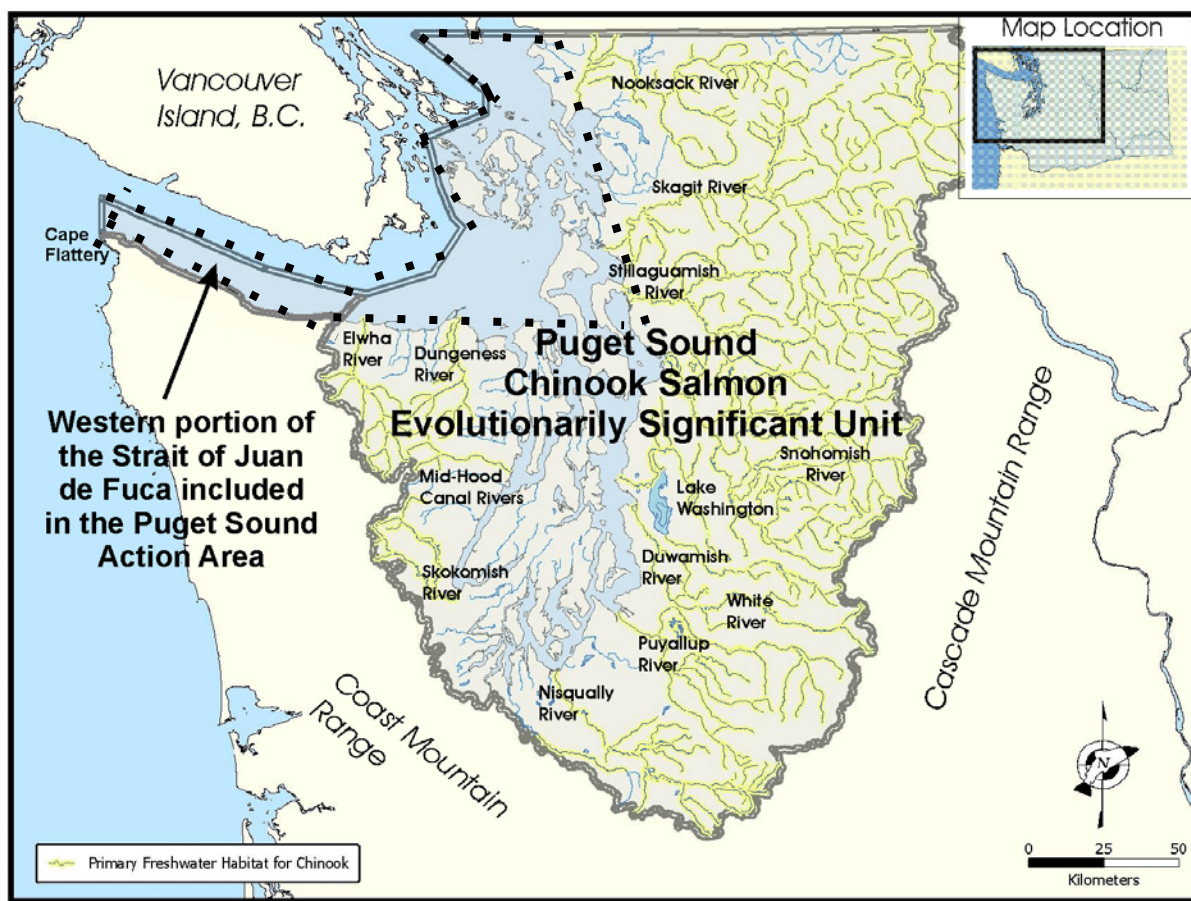 Map Location
Vancouver
Island, B.C.
Nooksack River
Skagit River
Cape
Flattery
Stillaguamish
River
Elwha
River
Dungeness
River
Puget Sound
Chinook Salmon
Evolutionarily Significant Unit
Western portion of
the Strait of Juan
de Fuca included
in the Puget Sound
Action Area
Snohomish
River
Mid-Hood
Canal Rivers
Lake
Washington
Duwamish
River
Skokomish
River
White
River
Puyallup
River
Nisqually
River
Coast Mountain
Range
Cascade Mountain Range
N
Primary Freshwater Habitat for Chinook
0 25 50
Kilometers